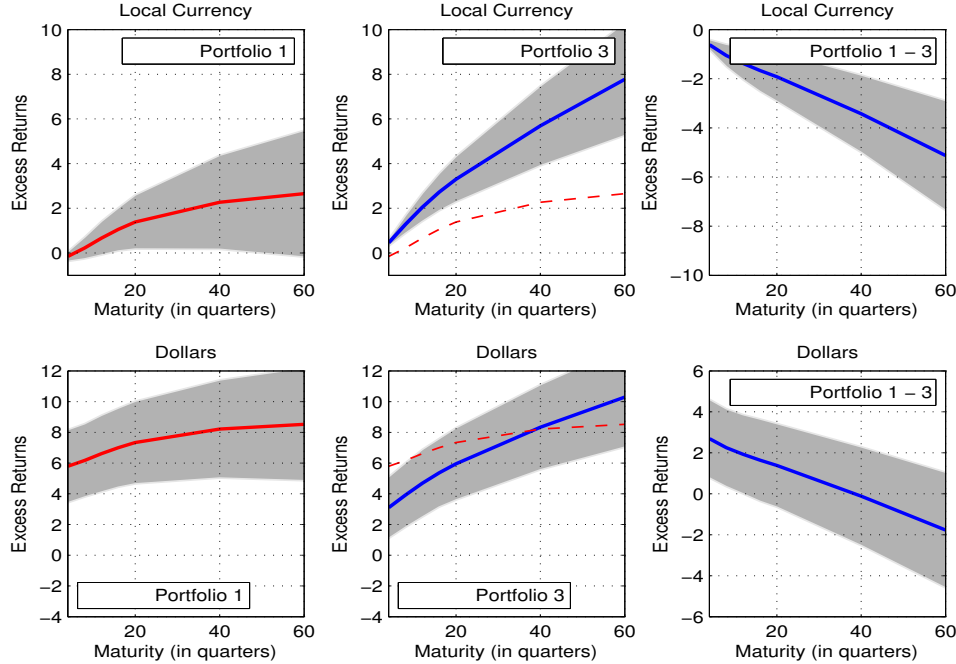 Local Currency
Portfolio 1
Excess Returns
10
8
6
4
2
0
20
40
60
Maturity (in quarters)
Local Currency
Portfolio 3
Excess Returns
10
8
6
4
2
0
20
40
60
Maturity (in quarters)
Local Currency
Portfolio 1 − 3
Excess Returns
0
−2
−4
−6
−8
−10
20
40
60
Maturity (in quarters)
Dollars
Portfolio 1
Excess Returns
12
10
8
6
4
2
0
−2
−4
20
40
60
Maturity (in quarters)
Dollars
Portfolio 3
Excess Returns
12
10
8
6
4
2
0
−2
−4
20
40
60
Maturity (in quarters)
Dollars
Portfolio 1 − 3
Excess Returns
6
4
2
0
−2
−4
−6
20
40
60
Maturity (in quarters)